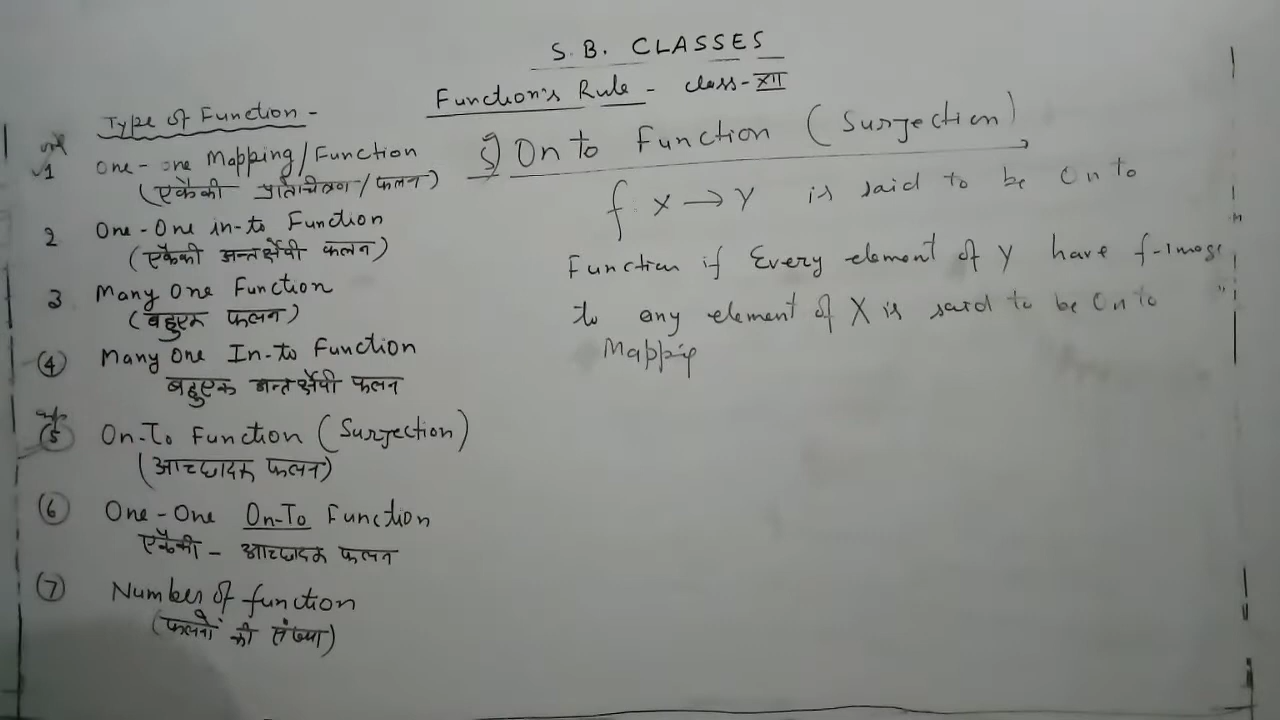 S. B. CLASSES
Function's Rule - class-XII
Type of Function -
1 One-one Mapping/Function
(एकैकी प्रतिचित्रण/फलन)
2 One-One in-to Function
(एकैकी अन्तर्क्षेपी फलन)
3 Many One Function
(बहुएक फलन)
(4) Many One In-to Function
बहुएक अन्तर्क्षेपी फलन
(5) On-To Function (Surjection)
(आच्छादक फलन)
(6) One-One On-To Function
एकैकी - आच्छादक फलन
(7) Number of function
(फलनों की संख्या)
5) On to Function (Surjection)
f: X → Y is said to be On to
Function if Every element of Y have f-image
to any element of X is said to be On to
Mapping